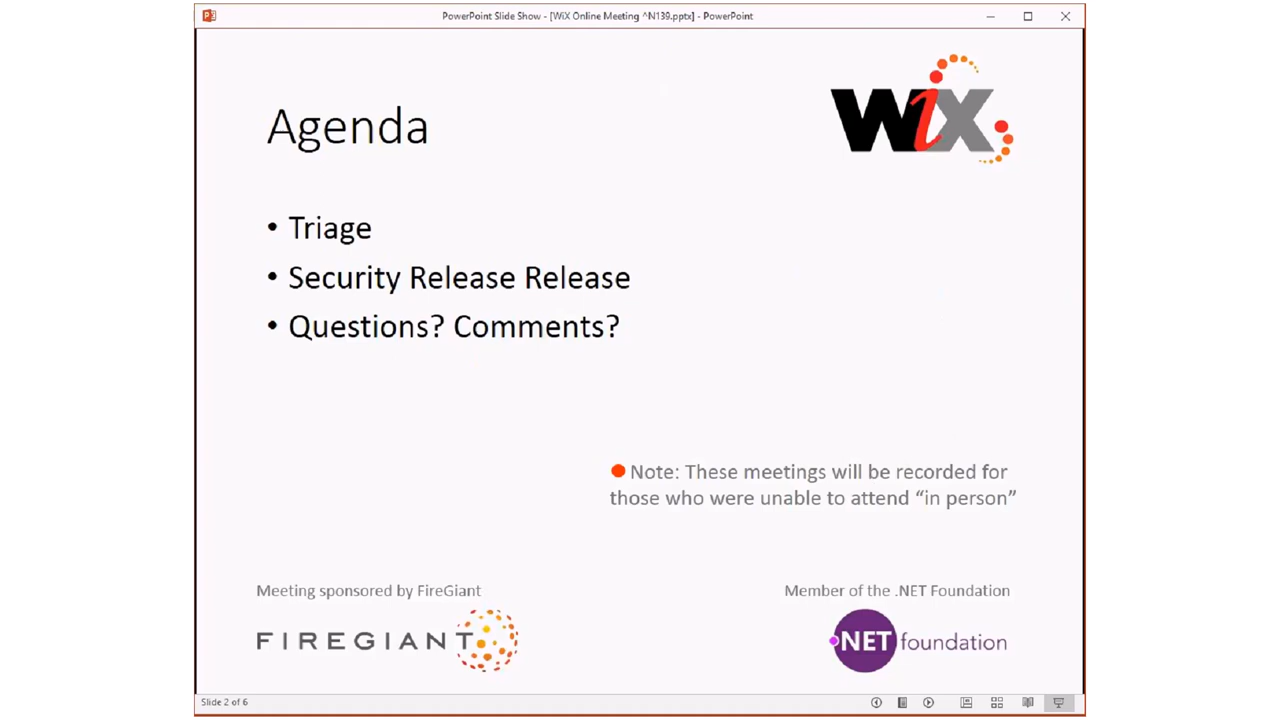 PowerPoint Slide Show - [WiX Online Meeting ^N139.pptx] - PowerPoint
WiX
Agenda
• Triage
• Security Release Release
• Questions? Comments?
Note: These meetings will be recorded for
those who were unable to attend “in person”
Meeting sponsored by FireGiant
Member of the .NET Foundation
FIREGIANT
.NET foundation
Slide 2 of 6